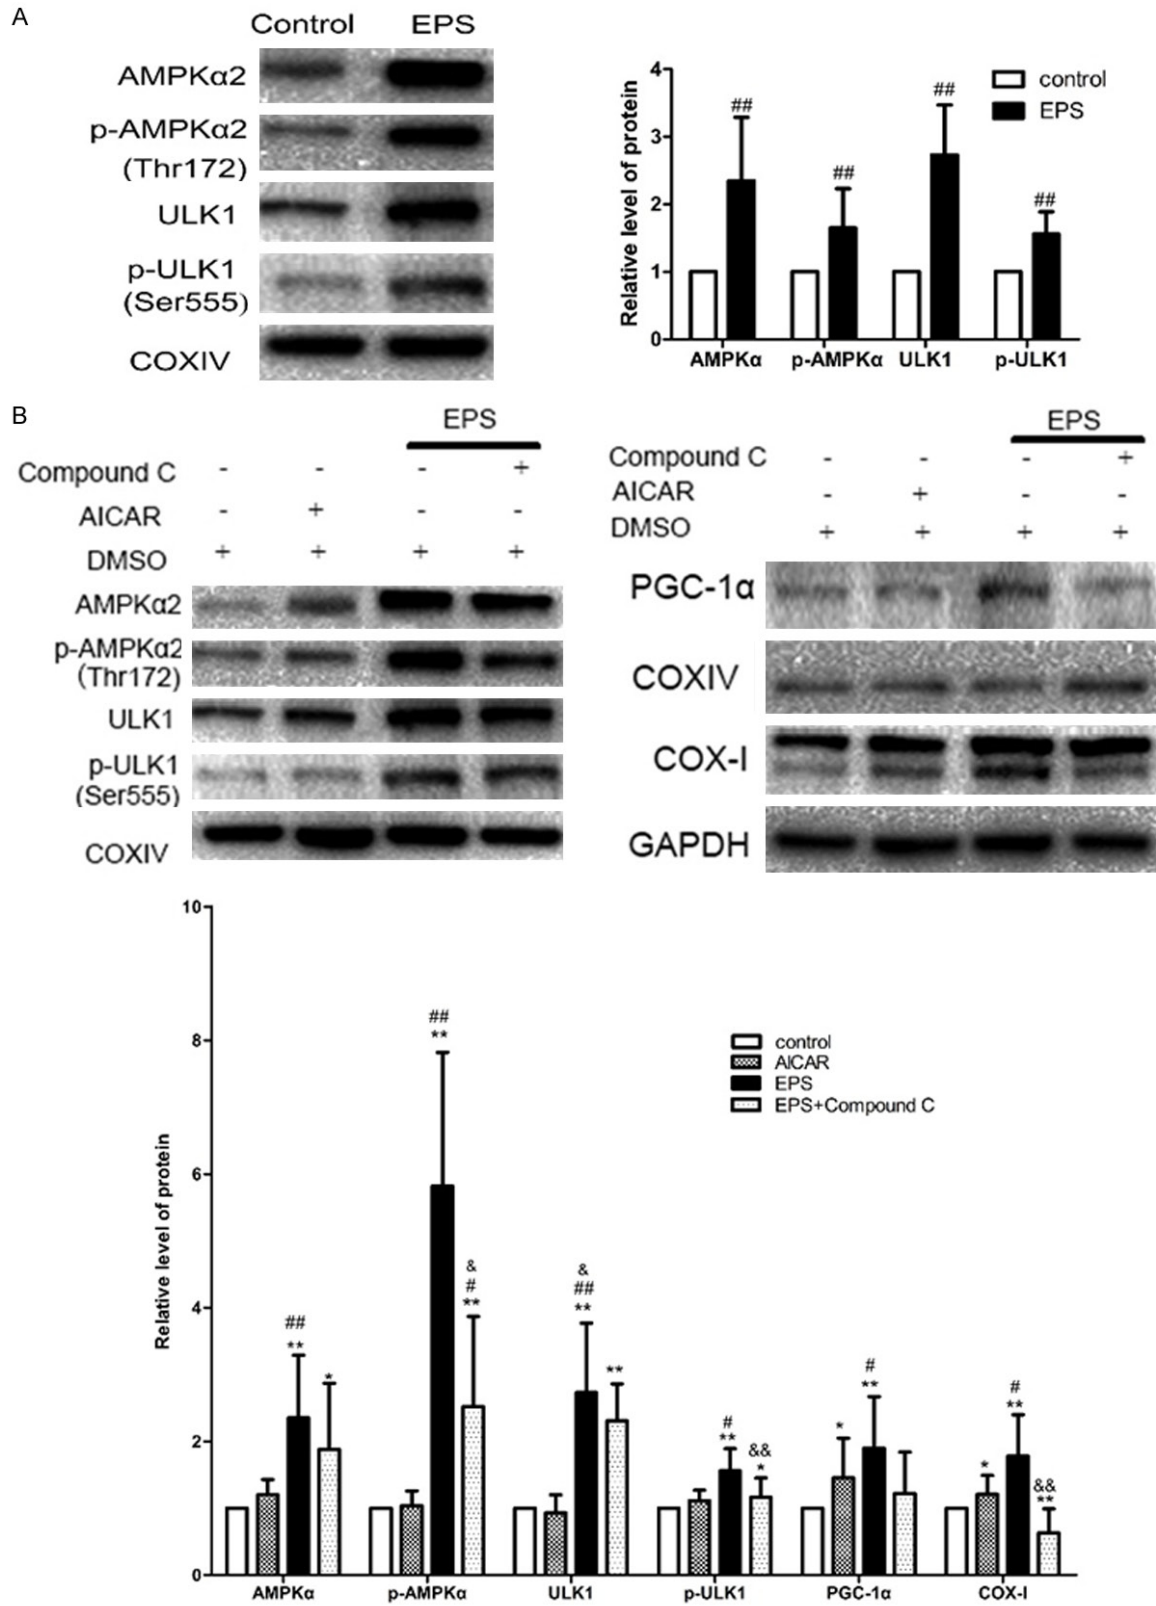 A
Control EPS
AMPKα2
p-AMPKα2
(Thr172)
ULK1
p-ULK1
(Ser555)
COXIV
Relative level of protein
4
3
2
1
0
## ## ## ##
control
EPS
AMPKα p-AMPKα ULK1 p-ULK1
B
EPS
Compound C - - - +
AICAR - + - -
DMSO + + + +
AMPKα2
p-AMPKα2
(Thr172)
ULK1
p-ULK1
(Ser555)
COXIV
EPS
Compound C - - - +
AICAR - + - -
DMSO + + + +
PGC-1α
COXIV
COX-I
GAPDH
Relative level of protein
10
8
6
4
2
0
control
AICAR
EPS
EPS+Compound C
##
**
*
##
**
&
#
**
&
##
**
**
#
**
&&
*
*
#
**
*
#
**
&&
**
AMPKα p-AMPKα ULK1 p-ULK1 PGC-1α COX-I